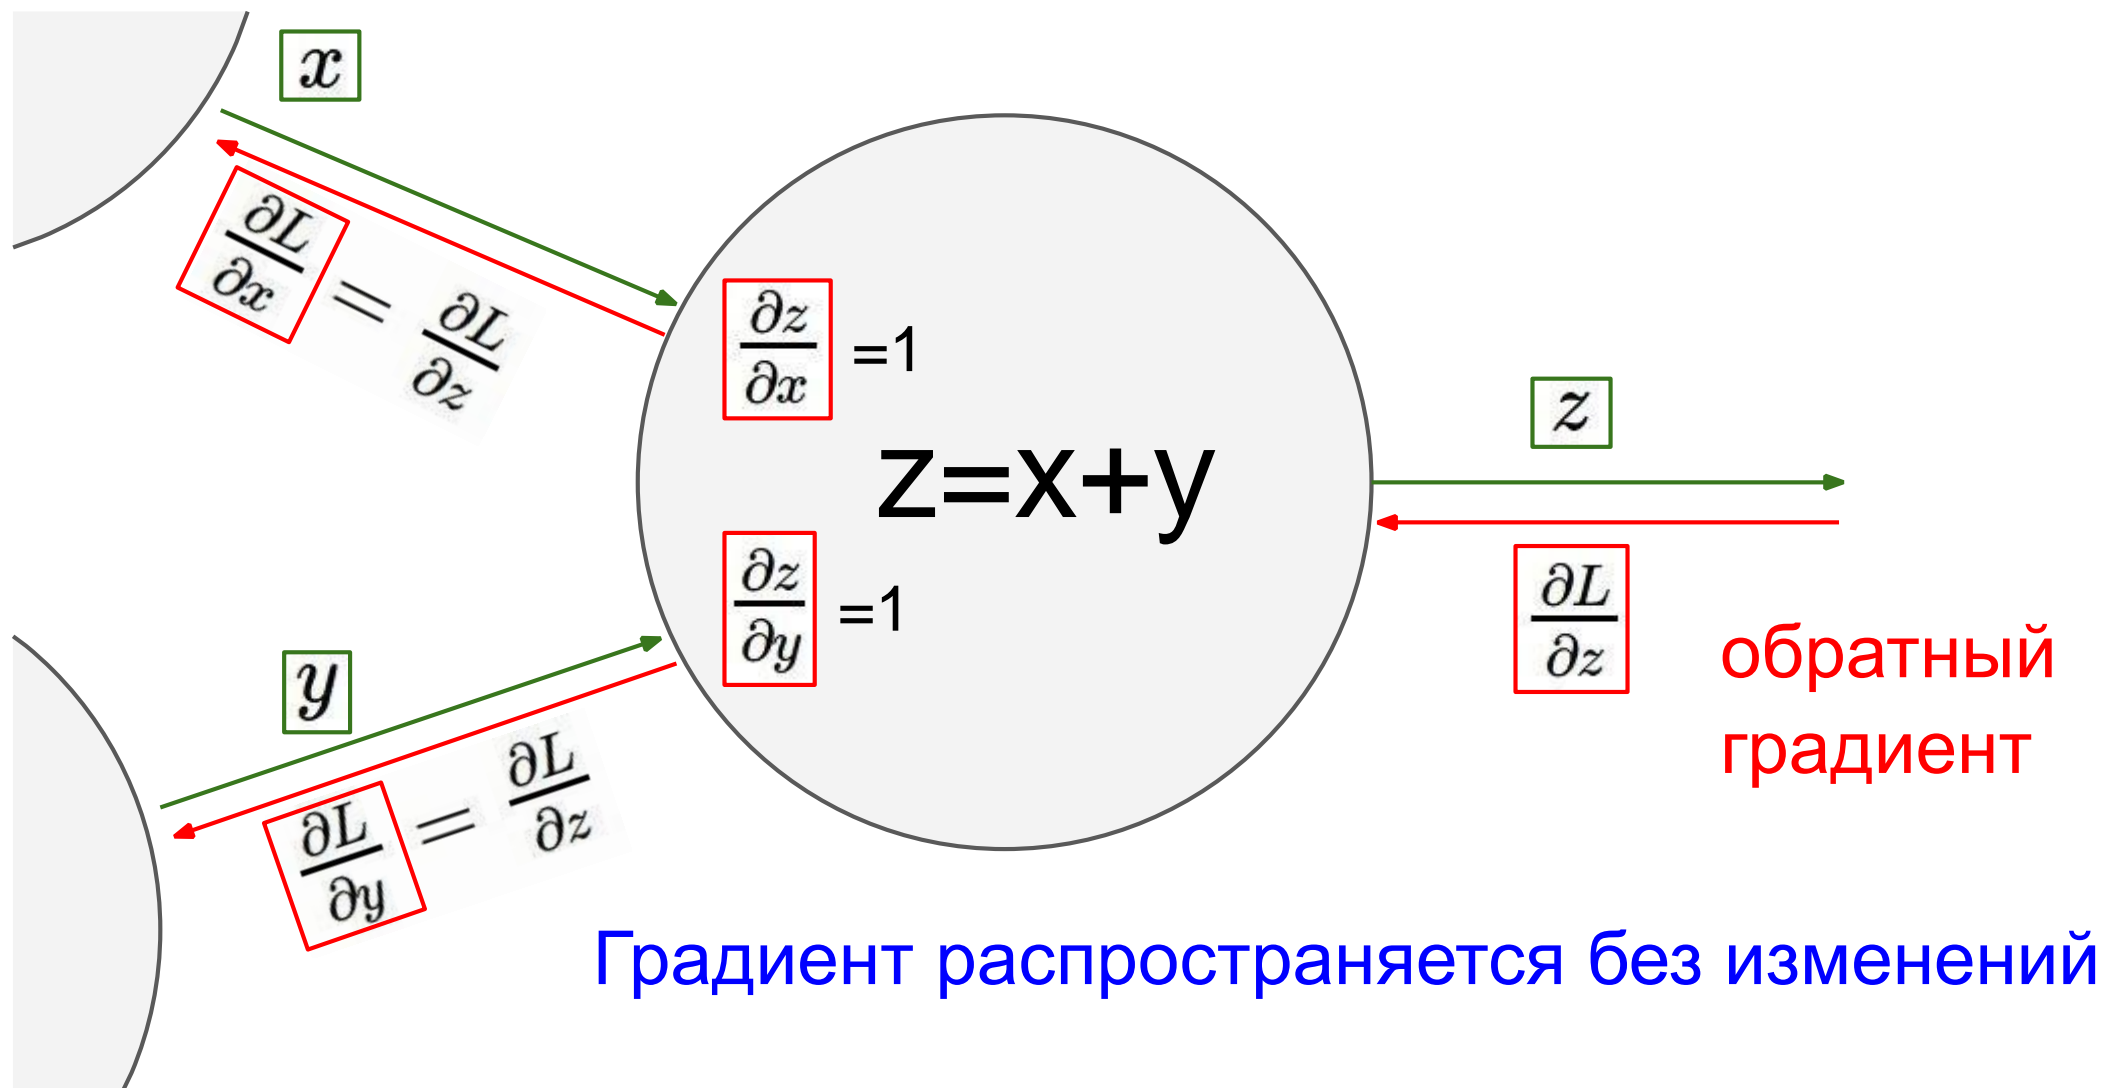 x
∂L/∂x = ∂L/∂z
∂z/∂x =1
z
z=x+y
∂z/∂y =1
∂L/∂z
обратный
градиент
y
∂L/∂y = ∂L/∂z
Градиент распространяется без изменений